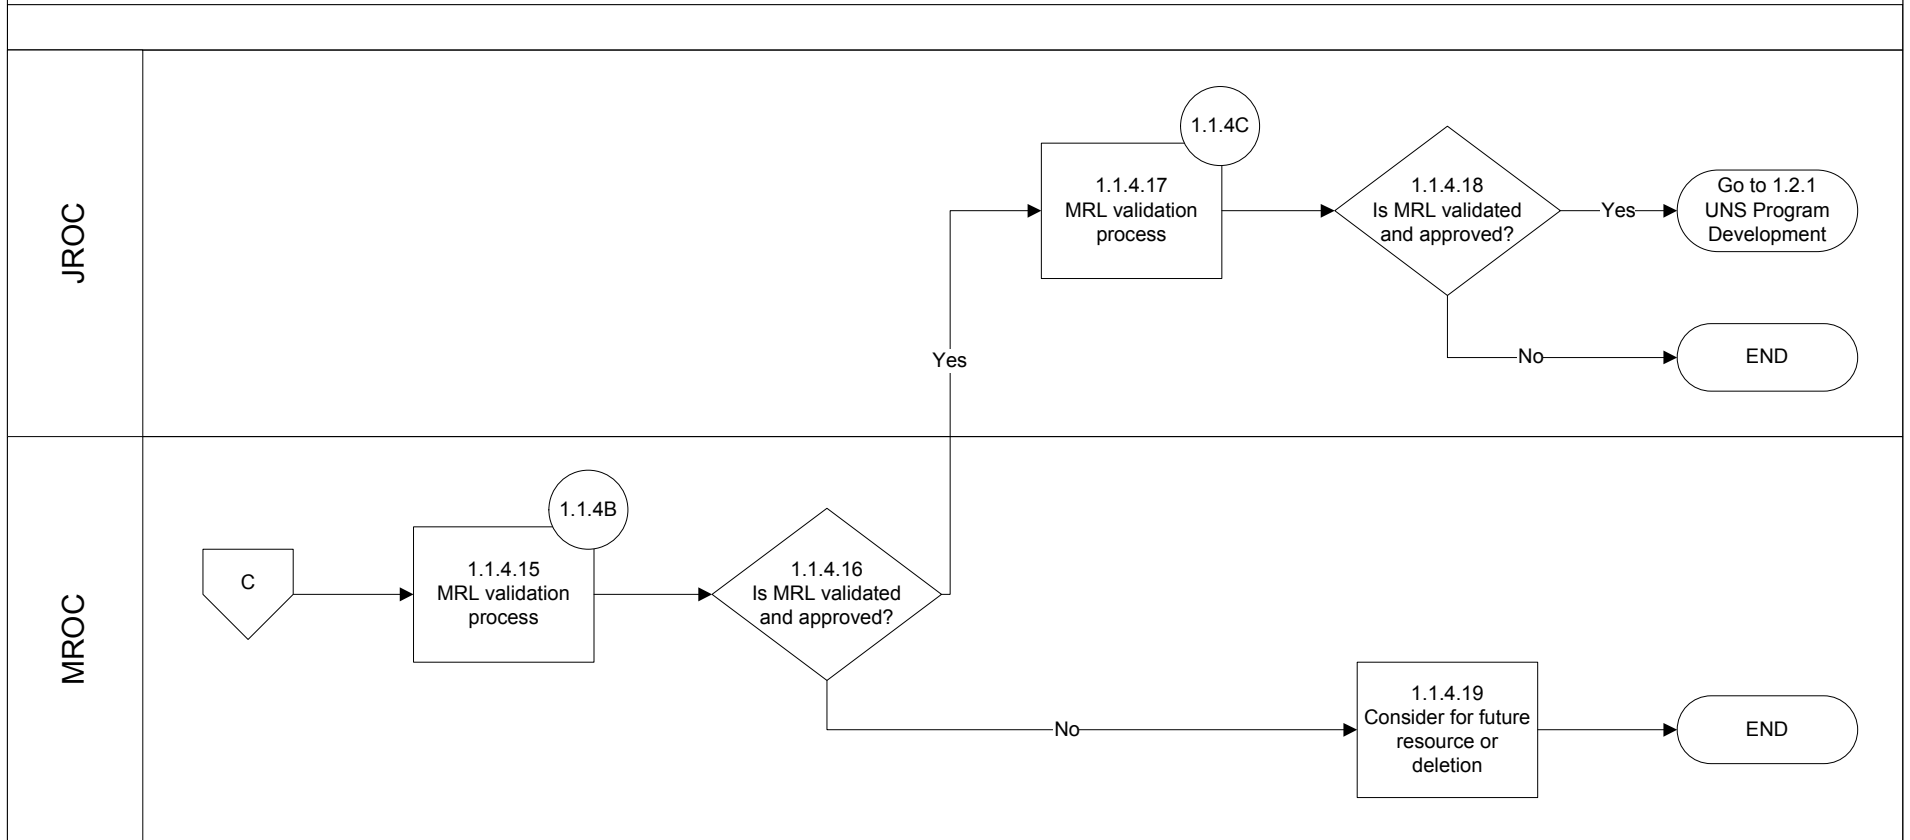 JROC
1.1.4C
1.1.4.17
MRL validation
process
1.1.4.18
Is MRL validated
and approved?
Yes
Go to 1.2.1
UNS Program
Development
No
END
Yes
MROC
C
1.1.4B
1.1.4.15
MRL validation
process
1.1.4.16
Is MRL validated
and approved?
No
1.1.4.19
Consider for future
resource or
deletion
END